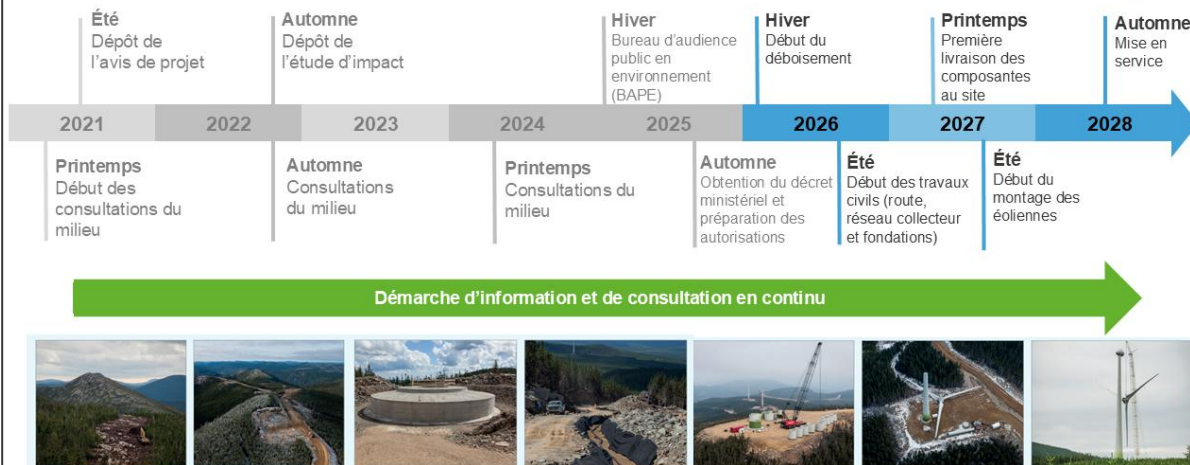 Été
Dépôt de
l'avis de projet
Automne
Dépôt de
l'étude d'impact
Hiver
Bureau d'audience
public en
environnement
(BAPE)
Hiver
Début du
déboisement
Printemps
Première
livraison des
composantes
au site
Automne
Mise en
service
2021
2022
2023
2024
2025
2026
2027
2028
Printemps
Début des
consultations du
milieu
Automne
Consultations
du milieu
Printemps
Consultations du
milieu
Automne
Obtention du décret
ministériel et
préparation des
autorisations
Été
Début des travaux
civils (route,
réseau collecteur
et fondations)
Été
Début du
montage des
éoliennes
Démarche d'information et de consultation en continu